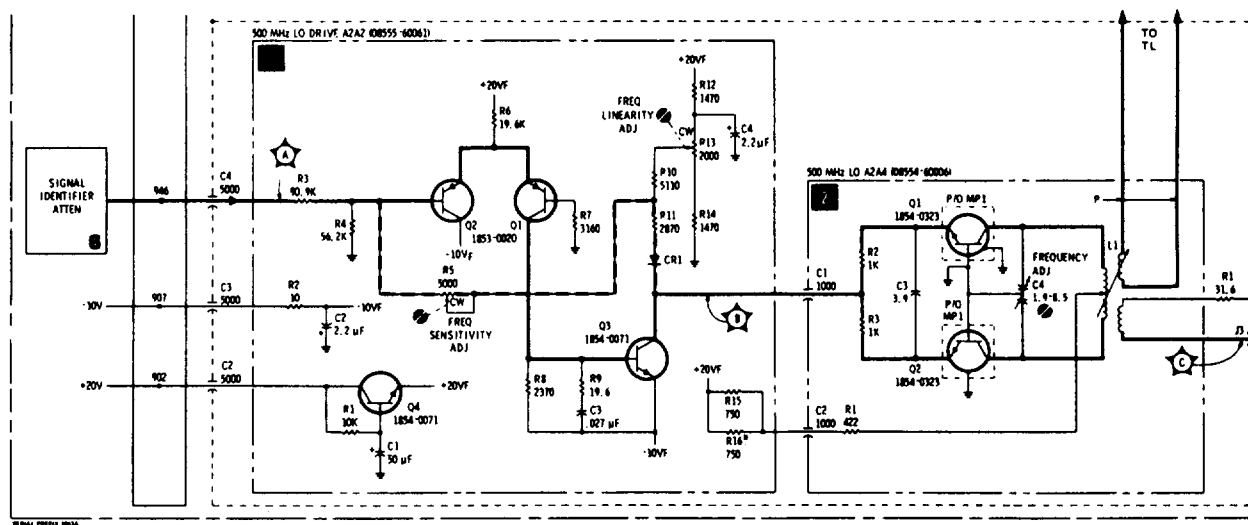 500 MHz LO DRIVE A2A2 (08555-60061)
TO
TL
+20VF
R6
19.6K
FREQ
LINEARITY
ADJ
CW
+20VF
R12
1470
C4
2.2µF
R13
2000
R10
5110
R11
2870
R14
1470
CR1
SIGNAL
IDENTIFIER
ATTEN
8
946
C4
5000
A
R3
90.9K
R4
56.2K
Q2
1853-0020
Q1
-10VF
R7
3160
R5
5000
CW
FREQ
SENSITIVITY
ADJ
-10V
907
C3
5000
R2
10
-10VF
C2
2.2 µF
+20V
902
C2
5000
R1
10K
Q4
1854-0071
+20VF
C1
50 µF
Q3
1854-0071
R8
2370
R9
19.6
C3
.027 µF
-10VF
B
+20VF
R15
750
R16*
750
500 MHz LO A2A4 (08554-60006)
2
C1
1000
R2
1K
R3
1K
C3
3.9
Q1
1854-0323
P/O MP1
P/O
MP1
Q2
1854-0323
FREQUENCY
ADJ
C4
1.9-8.5
P
L1
R1
31.6
J3
C
C2
1000
R1
422